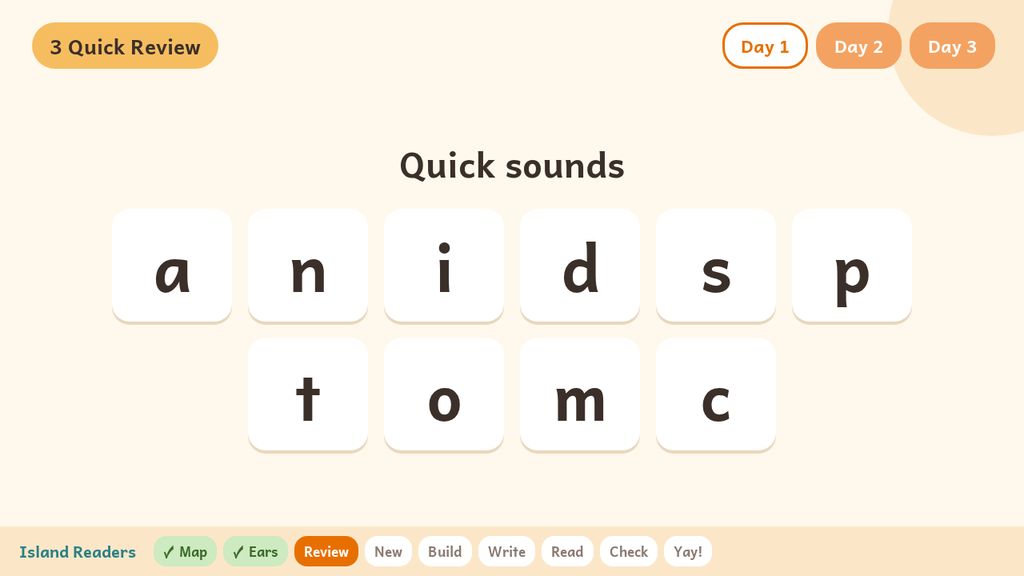 3 Quick Review
Day 1 Day 2 Day 3
Quick sounds
a n i d s p
t o m c
Island Readers ✓ Map ✓ Ears Review New Build Write Read Check Yay!